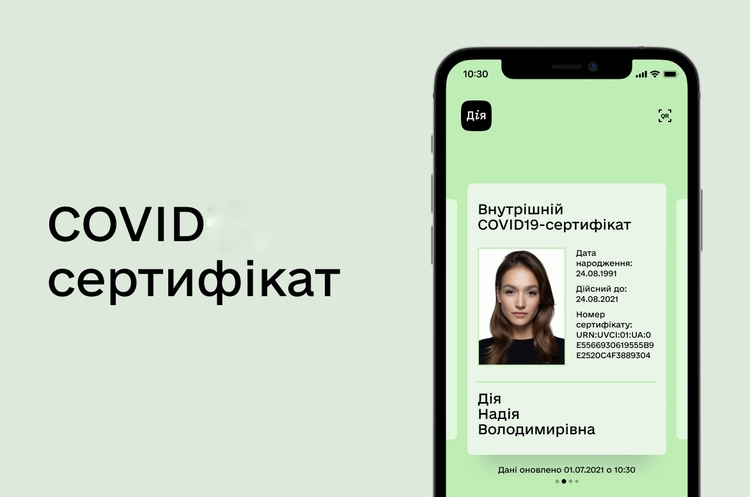 COVID
сертифікат
10:30
Дія
QR
Внутрішній
COVID19-сертифікат
Дата
народження:
24.08.1991
Дійсний до:
24.08.2021
Номер
сертифікату:
URN:UVCI:01:UA:0
E5566930619555B9
E2520C4F3889304
Дія
Надія
Володимирівна
Дані оновлено 01.07.2021 о 10:30